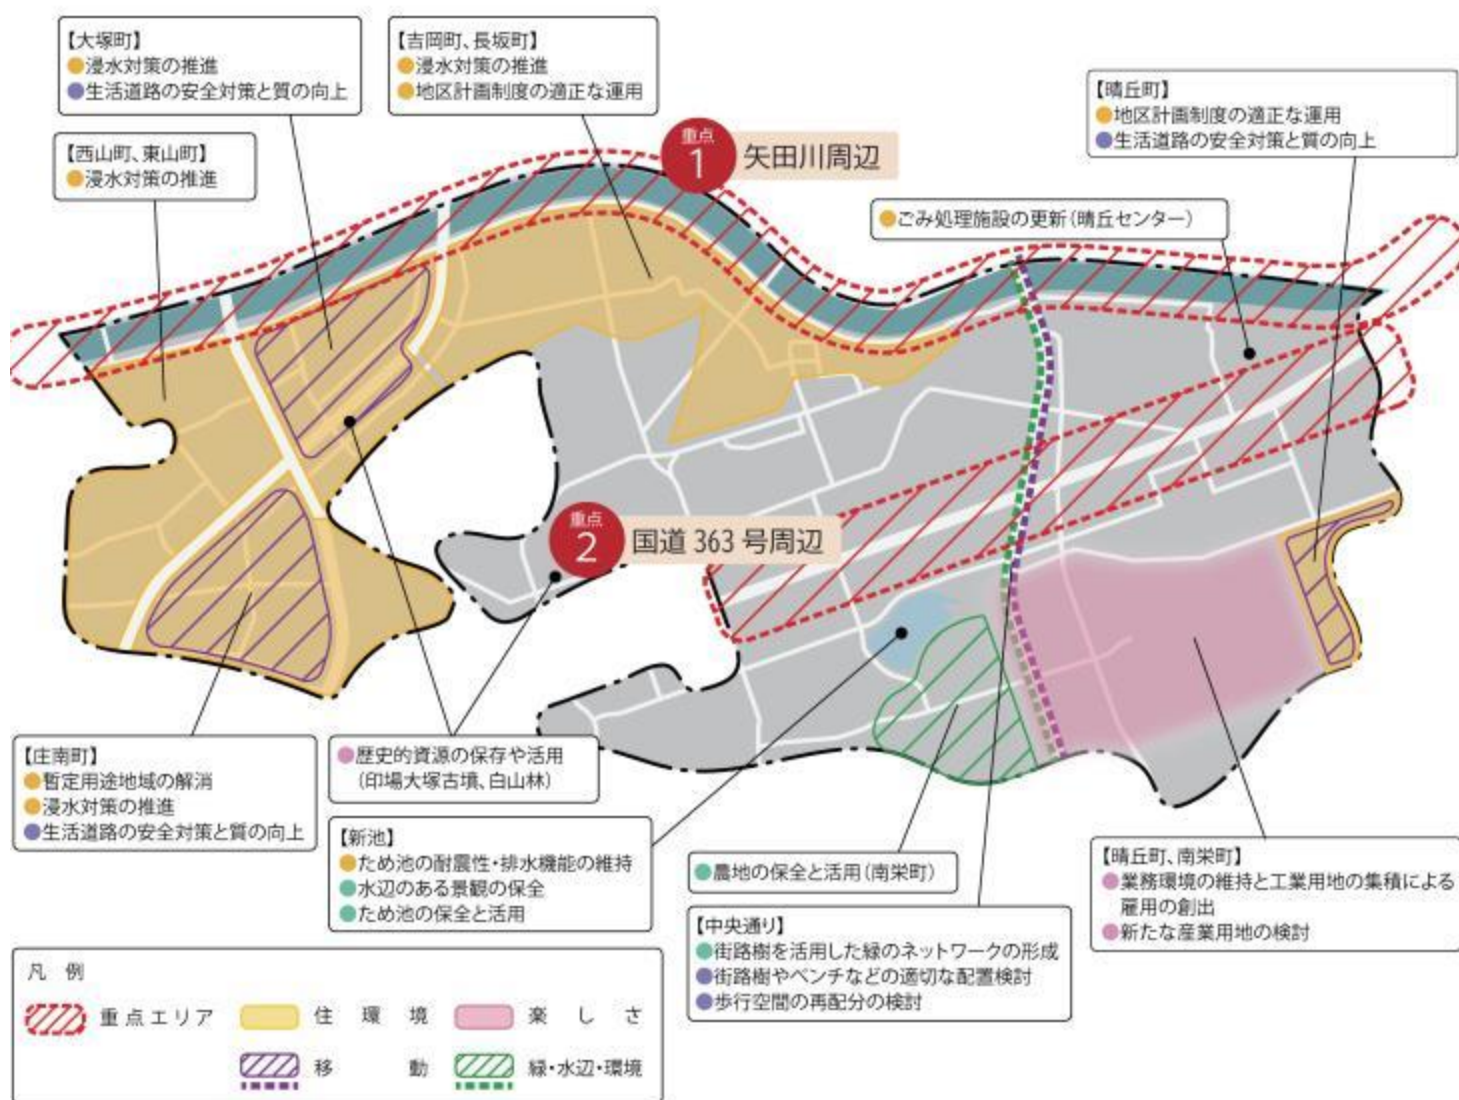 【大塚町】
●浸水対策の推進
●生活道路の安全対策と質の向上
【吉岡町、長坂町】
●浸水対策の推進
●地区計画制度の適正な運用
【西山町、東山町】
●浸水対策の推進
重点
1
矢田川周辺
【晴丘町】
●地区計画制度の適正な運用
●生活道路の安全対策と質の向上
●ごみ処理施設の更新(晴丘センター)
重点
2
国道 363 号周辺
【庄南町】
●暫定用途地域の解消
●浸水対策の推進
●生活道路の安全対策と質の向上
●歴史的資源の保存や活用
(印場大塚古墳、白山林)
【新池】
●ため池の耐震性・排水機能の維持
●水辺のある景観の保全
●ため池の保全と活用
●農地の保全と活用(南栄町)
【中央通り】
●街路樹を活用した緑のネットワークの形成
●街路樹やベンチなどの適切な配置検討
●歩行空間の再配分の検討
【晴丘町、南栄町】
●業務環境の維持と工業用地の集積による
雇用の創出
●新たな産業用地の検討
凡 例
重点エリア
住 環 境
楽 し さ
移 動
緑・水辺・環境